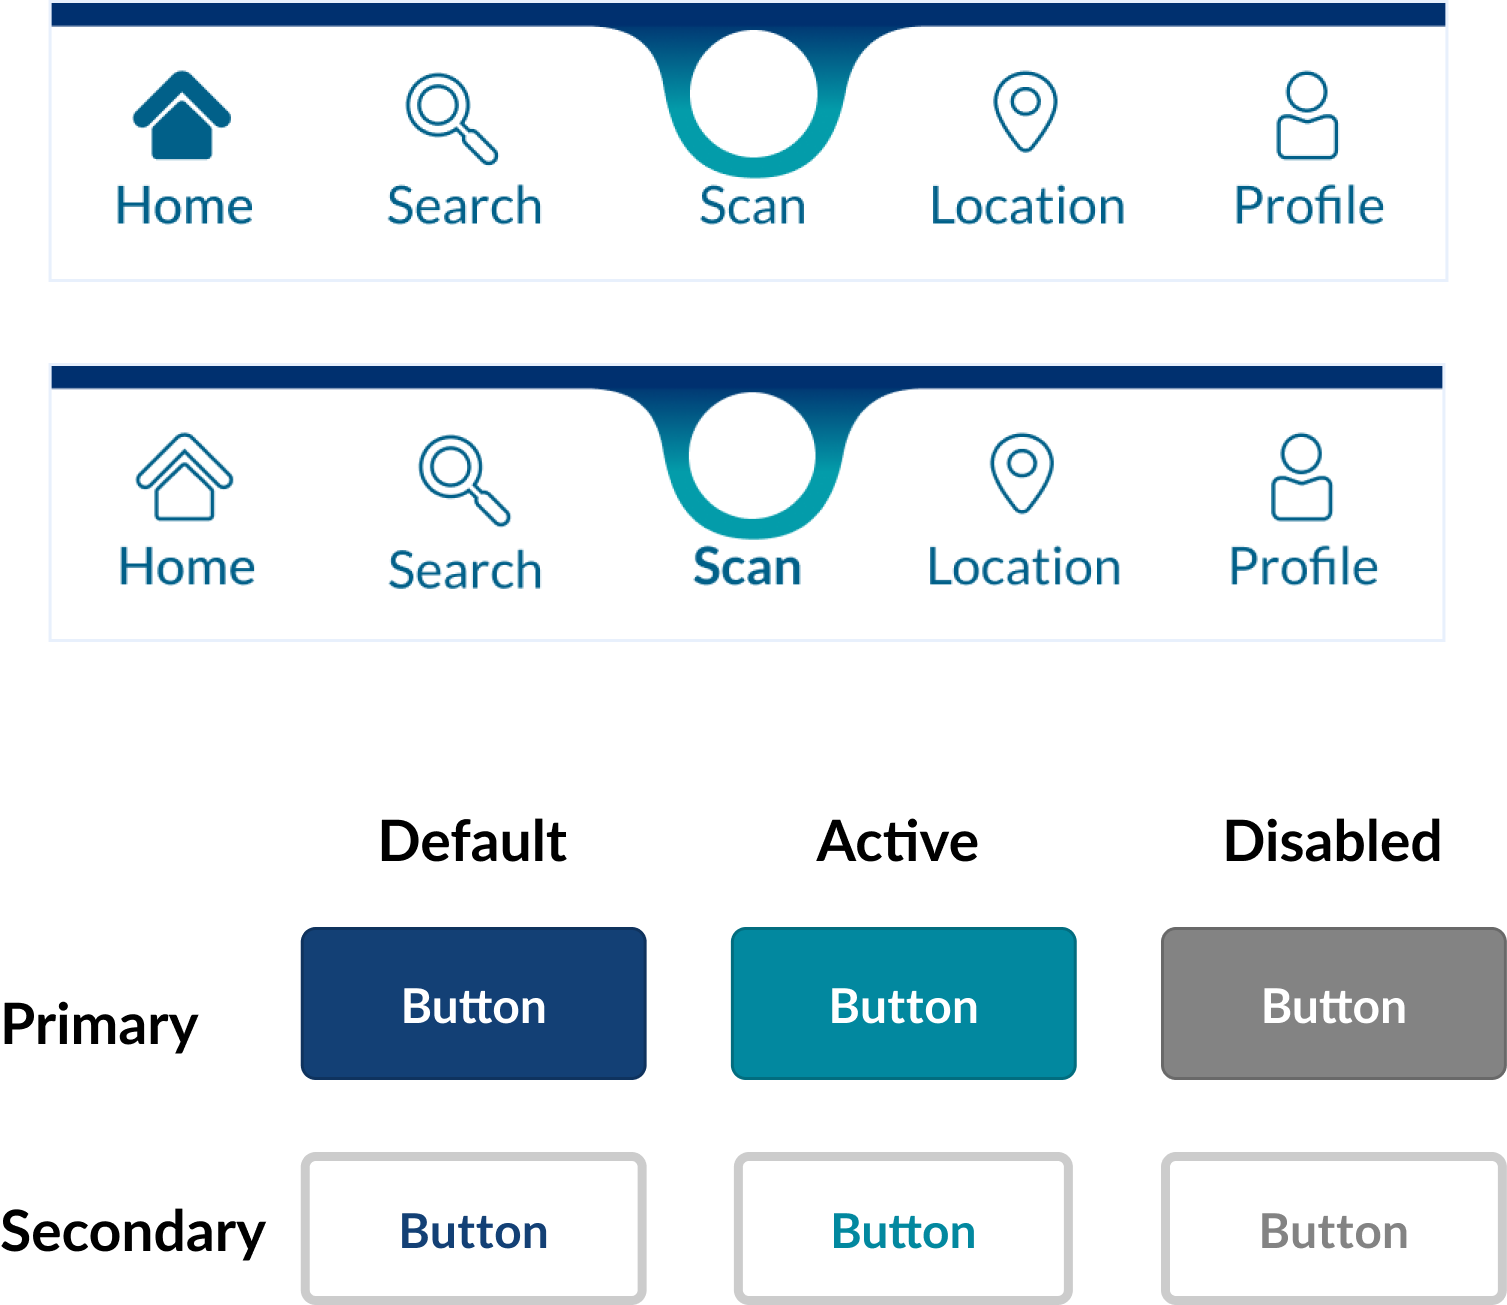 Home Search Scan Location Profile
Home Search Scan Location Profile
Default Active Disabled
Primary Button Button Button
Secondary Button Button Button